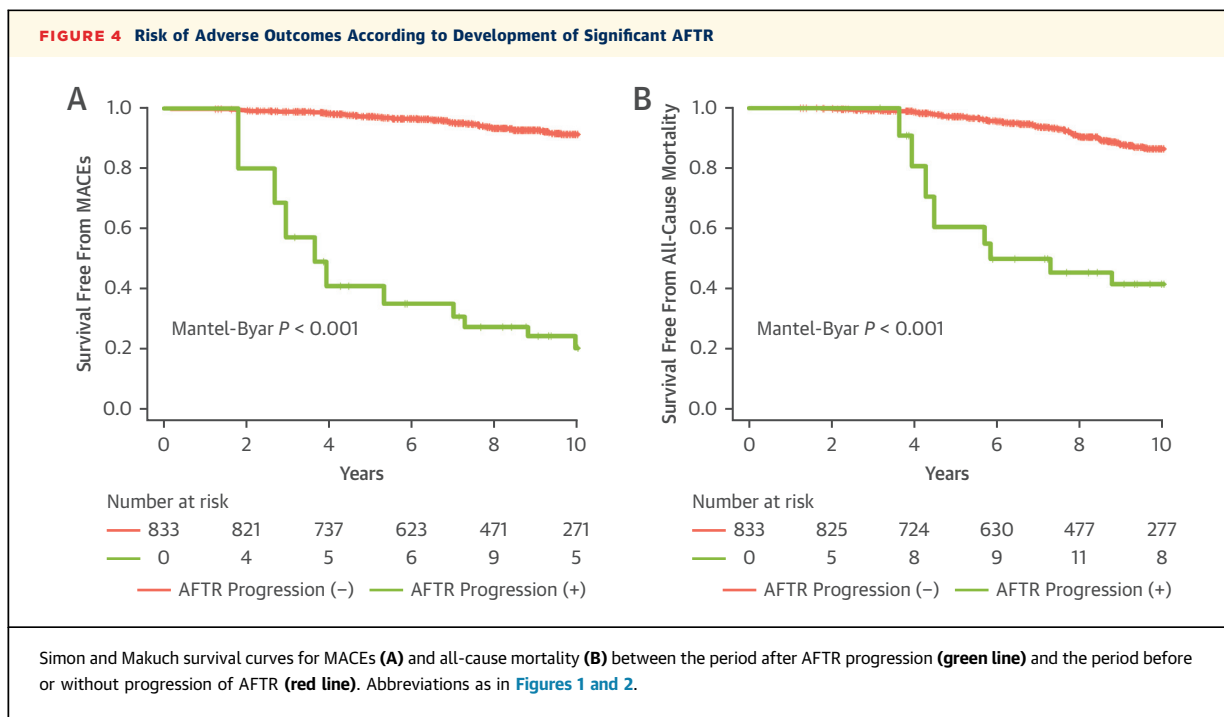 FIGURE 4 Risk of Adverse Outcomes According to Development of Significant AFTR
A
Survival Free From MACEs
1.0
0.8
0.6
0.4
0.2
0.0
Mantel-Byar P < 0.001
0 2 4 6 8 10
Years
Number at risk
833 821 737 623 471 271
0 4 5 6 9 5
AFTR Progression (–) AFTR Progression (+)
B
Survival Free From All-Cause Mortality
1.0
0.8
0.6
0.4
0.2
0.0
Mantel-Byar P < 0.001
0 2 4 6 8 10
Years
Number at risk
833 825 724 630 477 277
0 5 8 9 11 8
AFTR Progression (–) AFTR Progression (+)
Simon and Makuch survival curves for MACEs (A) and all-cause mortality (B) between the period after AFTR progression (green line) and the period before
or without progression of AFTR (red line). Abbreviations as in Figures 1 and 2.